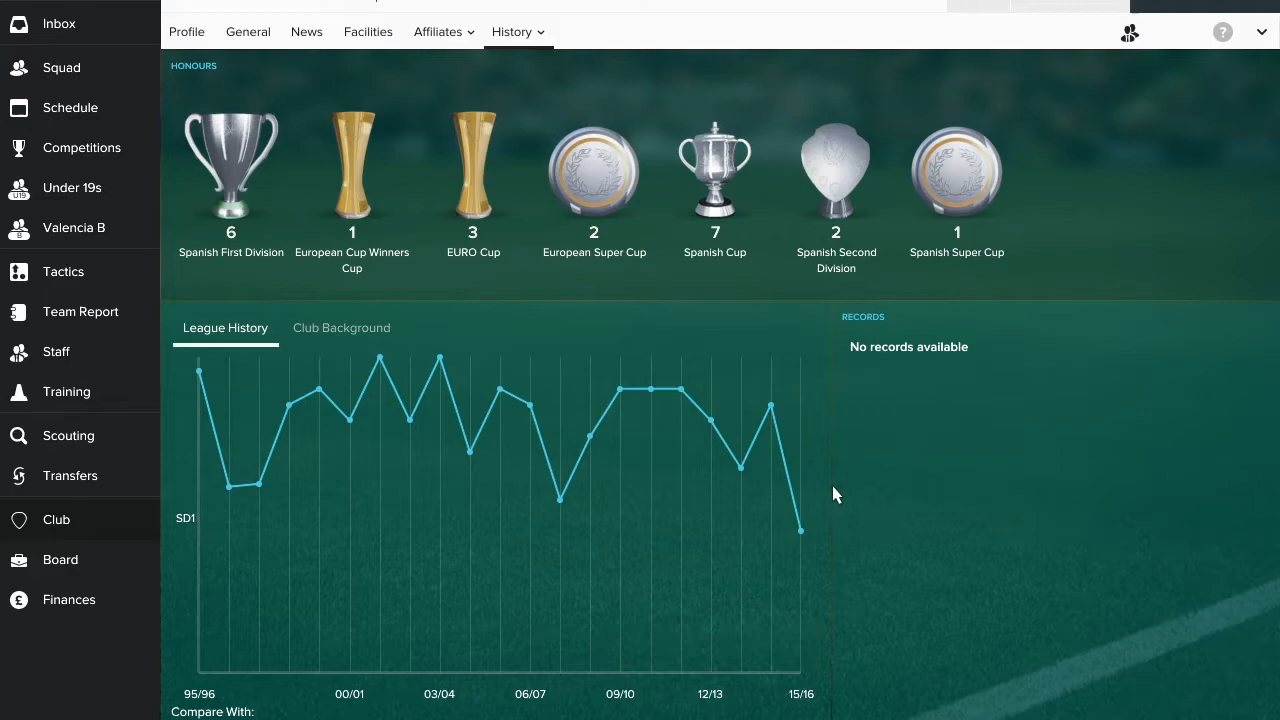 Inbox
Squad
Schedule
Competitions
U19
Under 19s
B
Valencia B
Tactics
Team Report
Staff
Training
Scouting
Transfers
Club
Board
£
Finances
Profile
General
News
Facilities
Affiliates
History
?
HONOURS
6
Spanish First Division
1
European Cup Winners
Cup
3
EURO Cup
2
European Super Cup
7
Spanish Cup
2
Spanish Second
Division
1
Spanish Super Cup
League History
Club Background
SD1
95/96
00/01
03/04
06/07
09/10
12/13
15/16
Compare With:
RECORDS
No records available